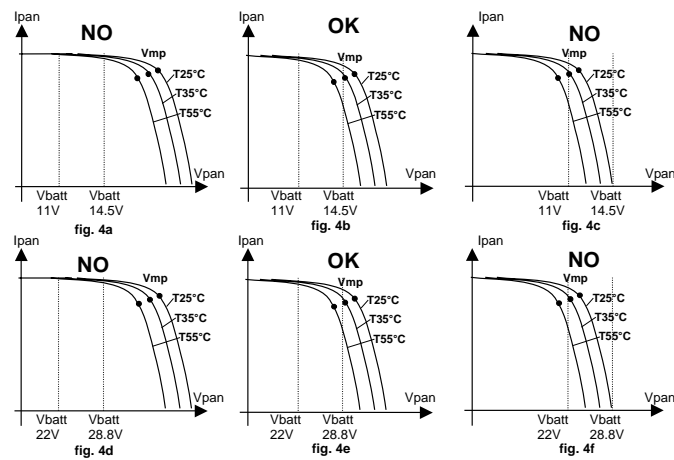 Ipan
NO
Vmp
T25°C
T35°C
T55°C
Vpan
Vbatt
11V
Vbatt
14.5V
fig. 4a
Ipan
OK
Vmp
T25°C
T35°C
T55°C
Vpan
Vbatt
11V
Vbatt
14.5V
fig. 4b
Ipan
NO
Vmp
T25°C
T35°C
T55°C
Vpan
Vbatt
11V
Vbatt
14.5V
fig. 4c
Ipan
NO
Vmp
T25°C
T35°C
T55°C
Vpan
Vbatt
22V
Vbatt
28.8V
fig. 4d
Ipan
OK
Vmp
T25°C
T35°C
T55°C
Vpan
Vbatt
22V
Vbatt
28.8V
fig. 4e
Ipan
NO
Vmp
T25°C
T35°C
T55°C
Vpan
Vbatt
22V
Vbatt
28.8V
fig. 4f